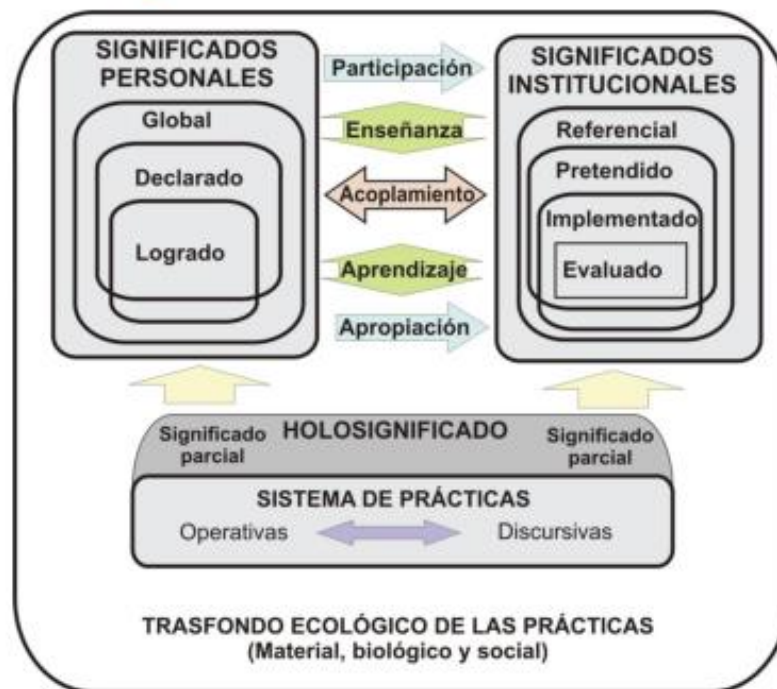 SIGNIFICADOS
PERSONALES
Global
Declarado
Logrado
Participación
Enseñanza
Acoplamiento
Aprendizaje
Apropiación
SIGNIFICADOS
INSTITUCIONALES
Referencial
Pretendido
Implementado
Evaluado
Significado
parcial
HOLOSIGNIFICADO
Significado
parcial
SISTEMA DE PRÁCTICAS
Operativas
Discursivas
TRASFONDO ECOLÓGICO DE LAS PRÁCTICAS
(Material, biológico y social)